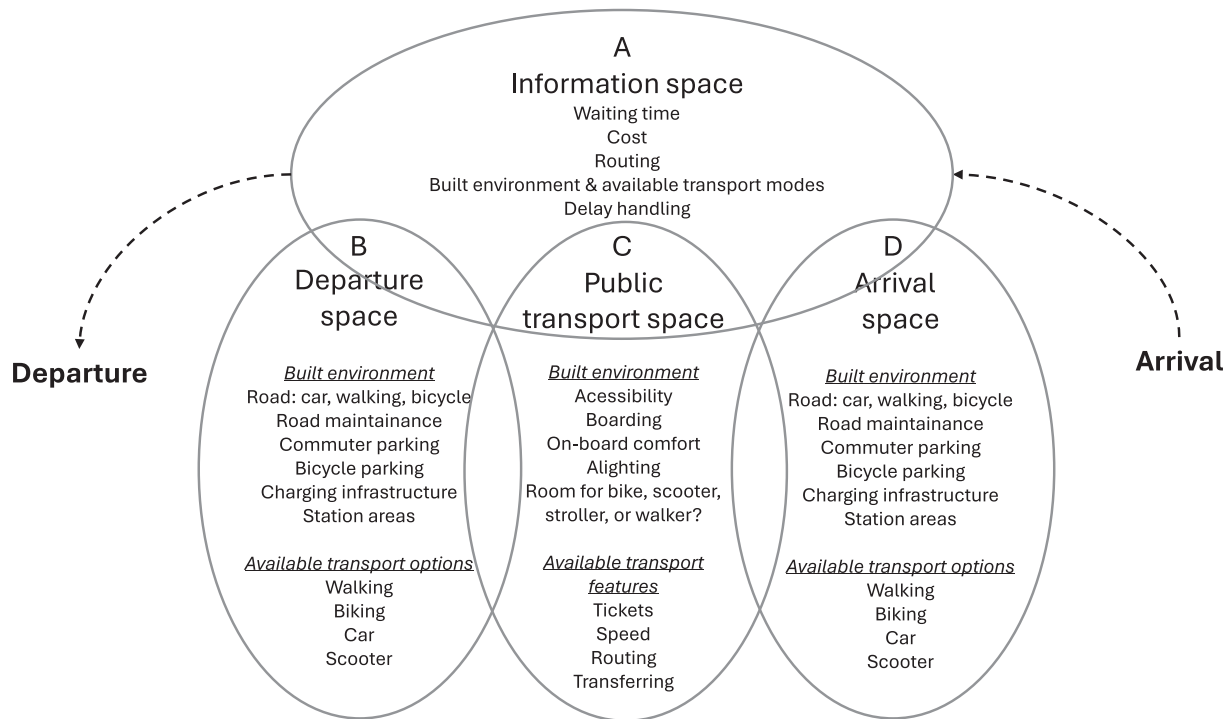 A
Information space
Waiting time
Cost
Routing
Built environment & available transport modes
Delay handling
Departure
B
Departure
space
Built environment
Road: car, walking, bicycle
Road maintainance
Commuter parking
Bicycle parking
Charging infrastructure
Station areas
Available transport options
Walking
Biking
Car
Scooter
C
Public
transport space
Built environment
Acessibility
Boarding
On-board comfort
Alighting
Room for bike, scooter,
stroller, or walker?
Available transport
features
Tickets
Speed
Routing
Transferring
D
Arrival
space
Built environment
Road: car, walking, bicycle
Road maintainance
Commuter parking
Bicycle parking
Charging infrastructure
Station areas
Available transport options
Walking
Biking
Car
Scooter
Arrival